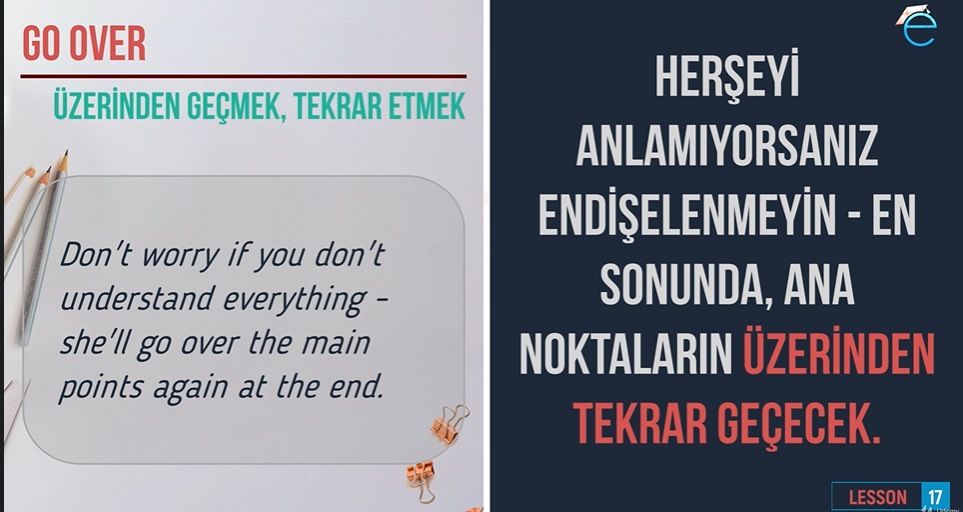 GO OVER
ÜZERİNDEN GEÇMEK, TEKRAR ETMEK
Don't worry if you don't
understand everything -
she'll go over the main
points again at the end.
HERŞEYİ
ANLAMIYORSANIZ
ENDİŞELENMEYİN - EN
SONUNDA, ANA
NOKTALARIN ÜZERİNDEN
TEKRAR GEÇECEK.
LESSON 17
Udemy